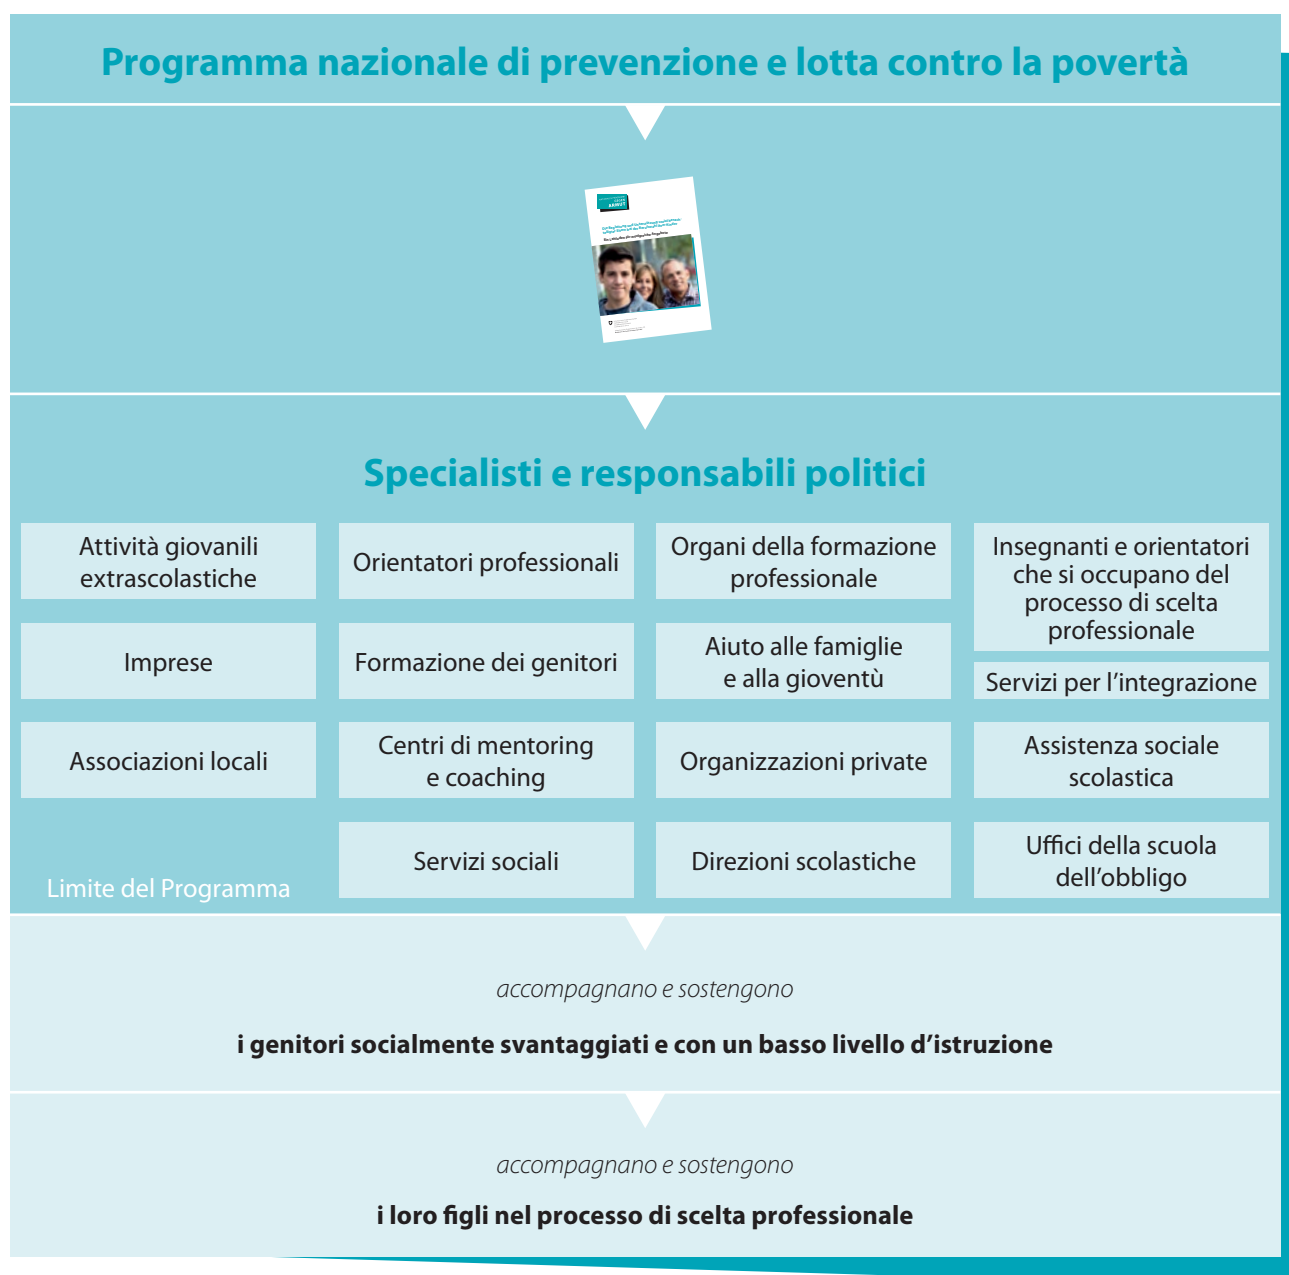 Programma nazionale di prevenzione e lotta contro la povertà
Specialisti e responsabili politici
Attività giovanili
extrascolastiche
Orientatori professionali
Organi della formazione
professionale
Insegnanti e orientatori
che si occupano del
processo di scelta
professionale
Imprese
Formazione dei genitori
Aiuto alle famiglie
e alla gioventù
Servizi per l’integrazione
Associazioni locali
Centri di mentoring
e coaching
Organizzazioni private
Assistenza sociale
scolastica
Servizi sociali
Direzioni scolastiche
Uffici della scuola
dell’obbligo
Limite del Programma
accompagnano e sostengono
i genitori socialmente svantaggiati e con un basso livello d’istruzione
accompagnano e sostengono
i loro figli nel processo di scelta professionale